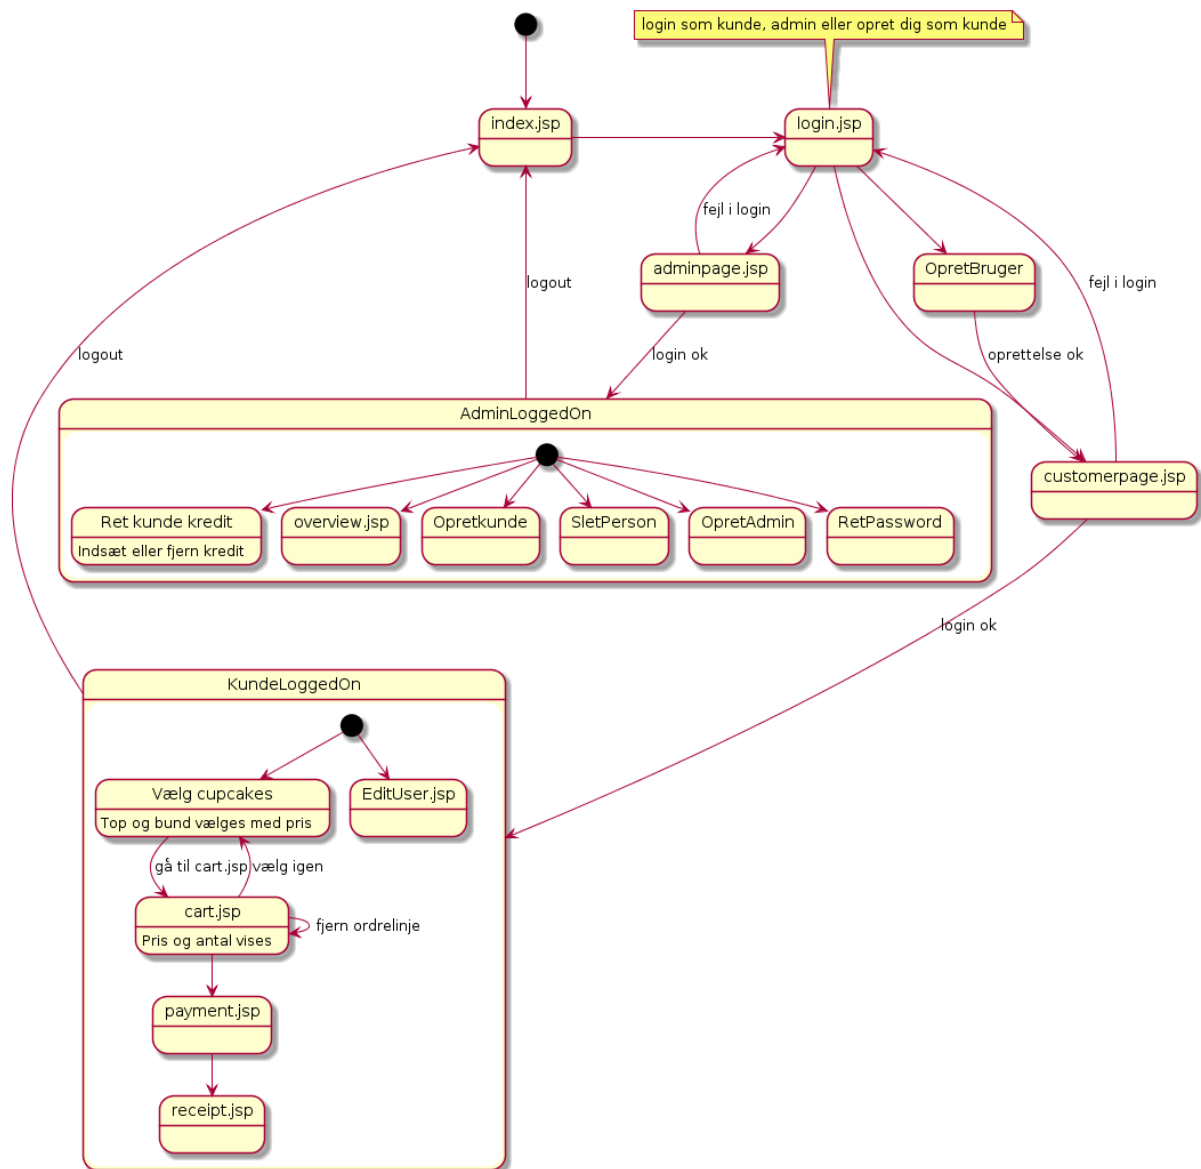 login som kunde, admin eller opret dig som kunde
index.jsp
login.jsp
fejl i login
adminpage.jsp
OpretBruger
logout
fejl i login
logout
login ok
oprettelse ok
AdminLoggedOn
customerpage.jsp
Ret kunde kredit
Indsæt eller fjern kredit
overview.jsp
Opretkunde
SletPerson
OpretAdmin
RetPassword
login ok
KundeLoggedOn
Vælg cupcakes
Top og bund vælges med pris
EditUser.jsp
gå til cart.jsp
vælg igen
cart.jsp
Pris og antal vises
fjern ordrelinje
payment.jsp
receipt.jsp